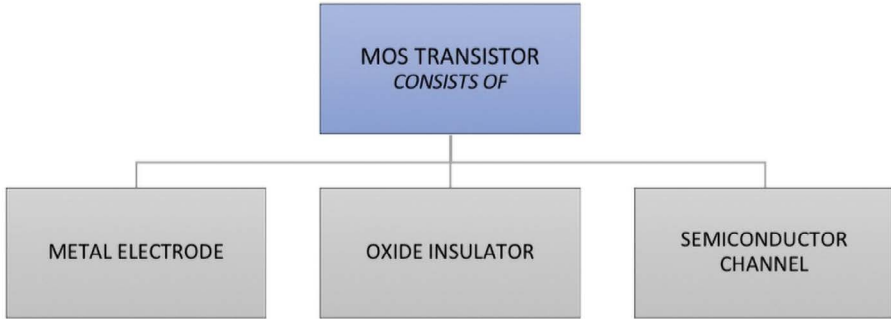 MOS TRANSISTOR
CONSISTS OF
METAL ELECTRODE
OXIDE INSULATOR
SEMICONDUCTOR
CHANNEL